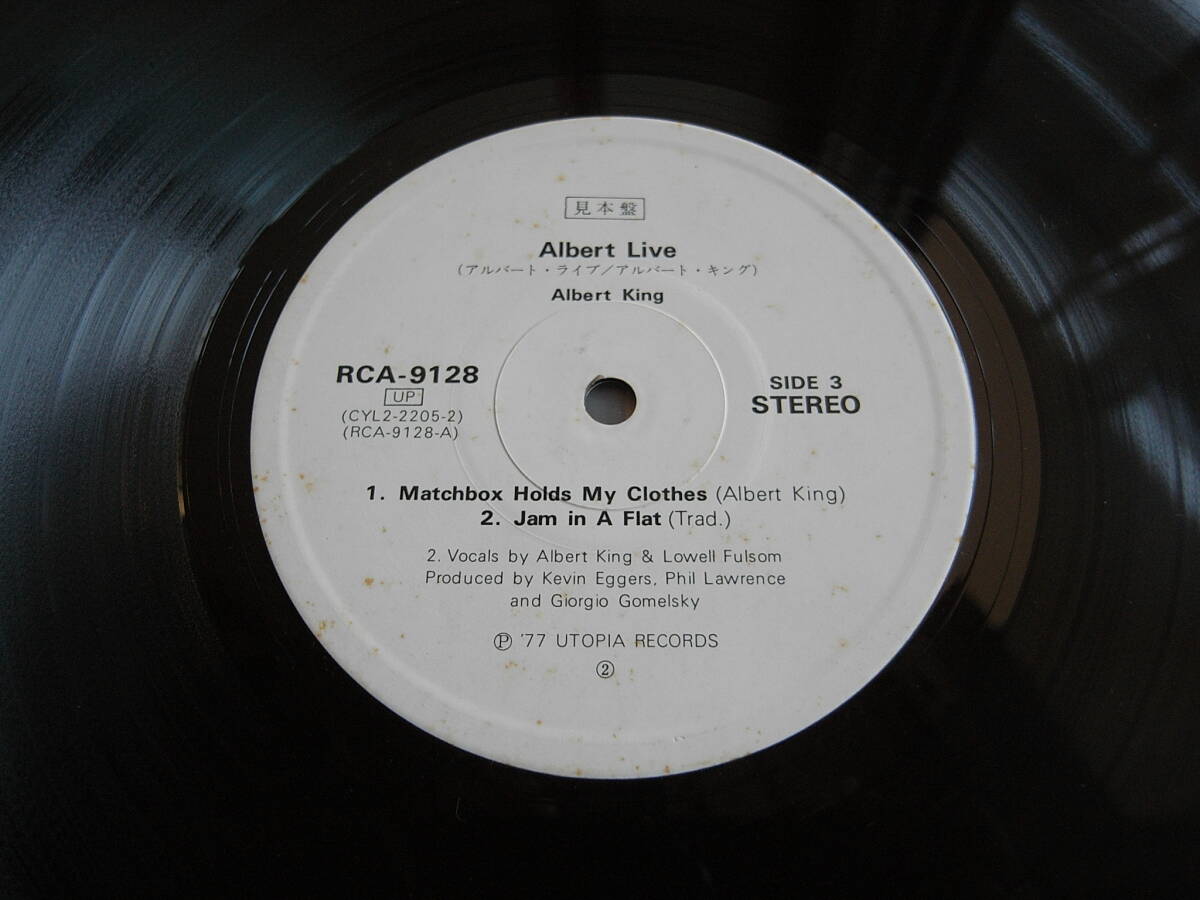 見本盤
Albert Live
(アルバート・ライブ/アルバート・キング)
Albert King
RCA-9128
UP
(CYL2-2205-2)
(RCA-9128-A)
SIDE 3
STEREO
1. Matchbox Holds My Clothes (Albert King)
2. Jam in A Flat (Trad.)
2. Vocals by Albert King & Lowell Fulsom
Produced by Kevin Eggers, Phil Lawrence
and Giorgio Gomelsky
Ⓟ '77 UTOPIA RECORDS
②